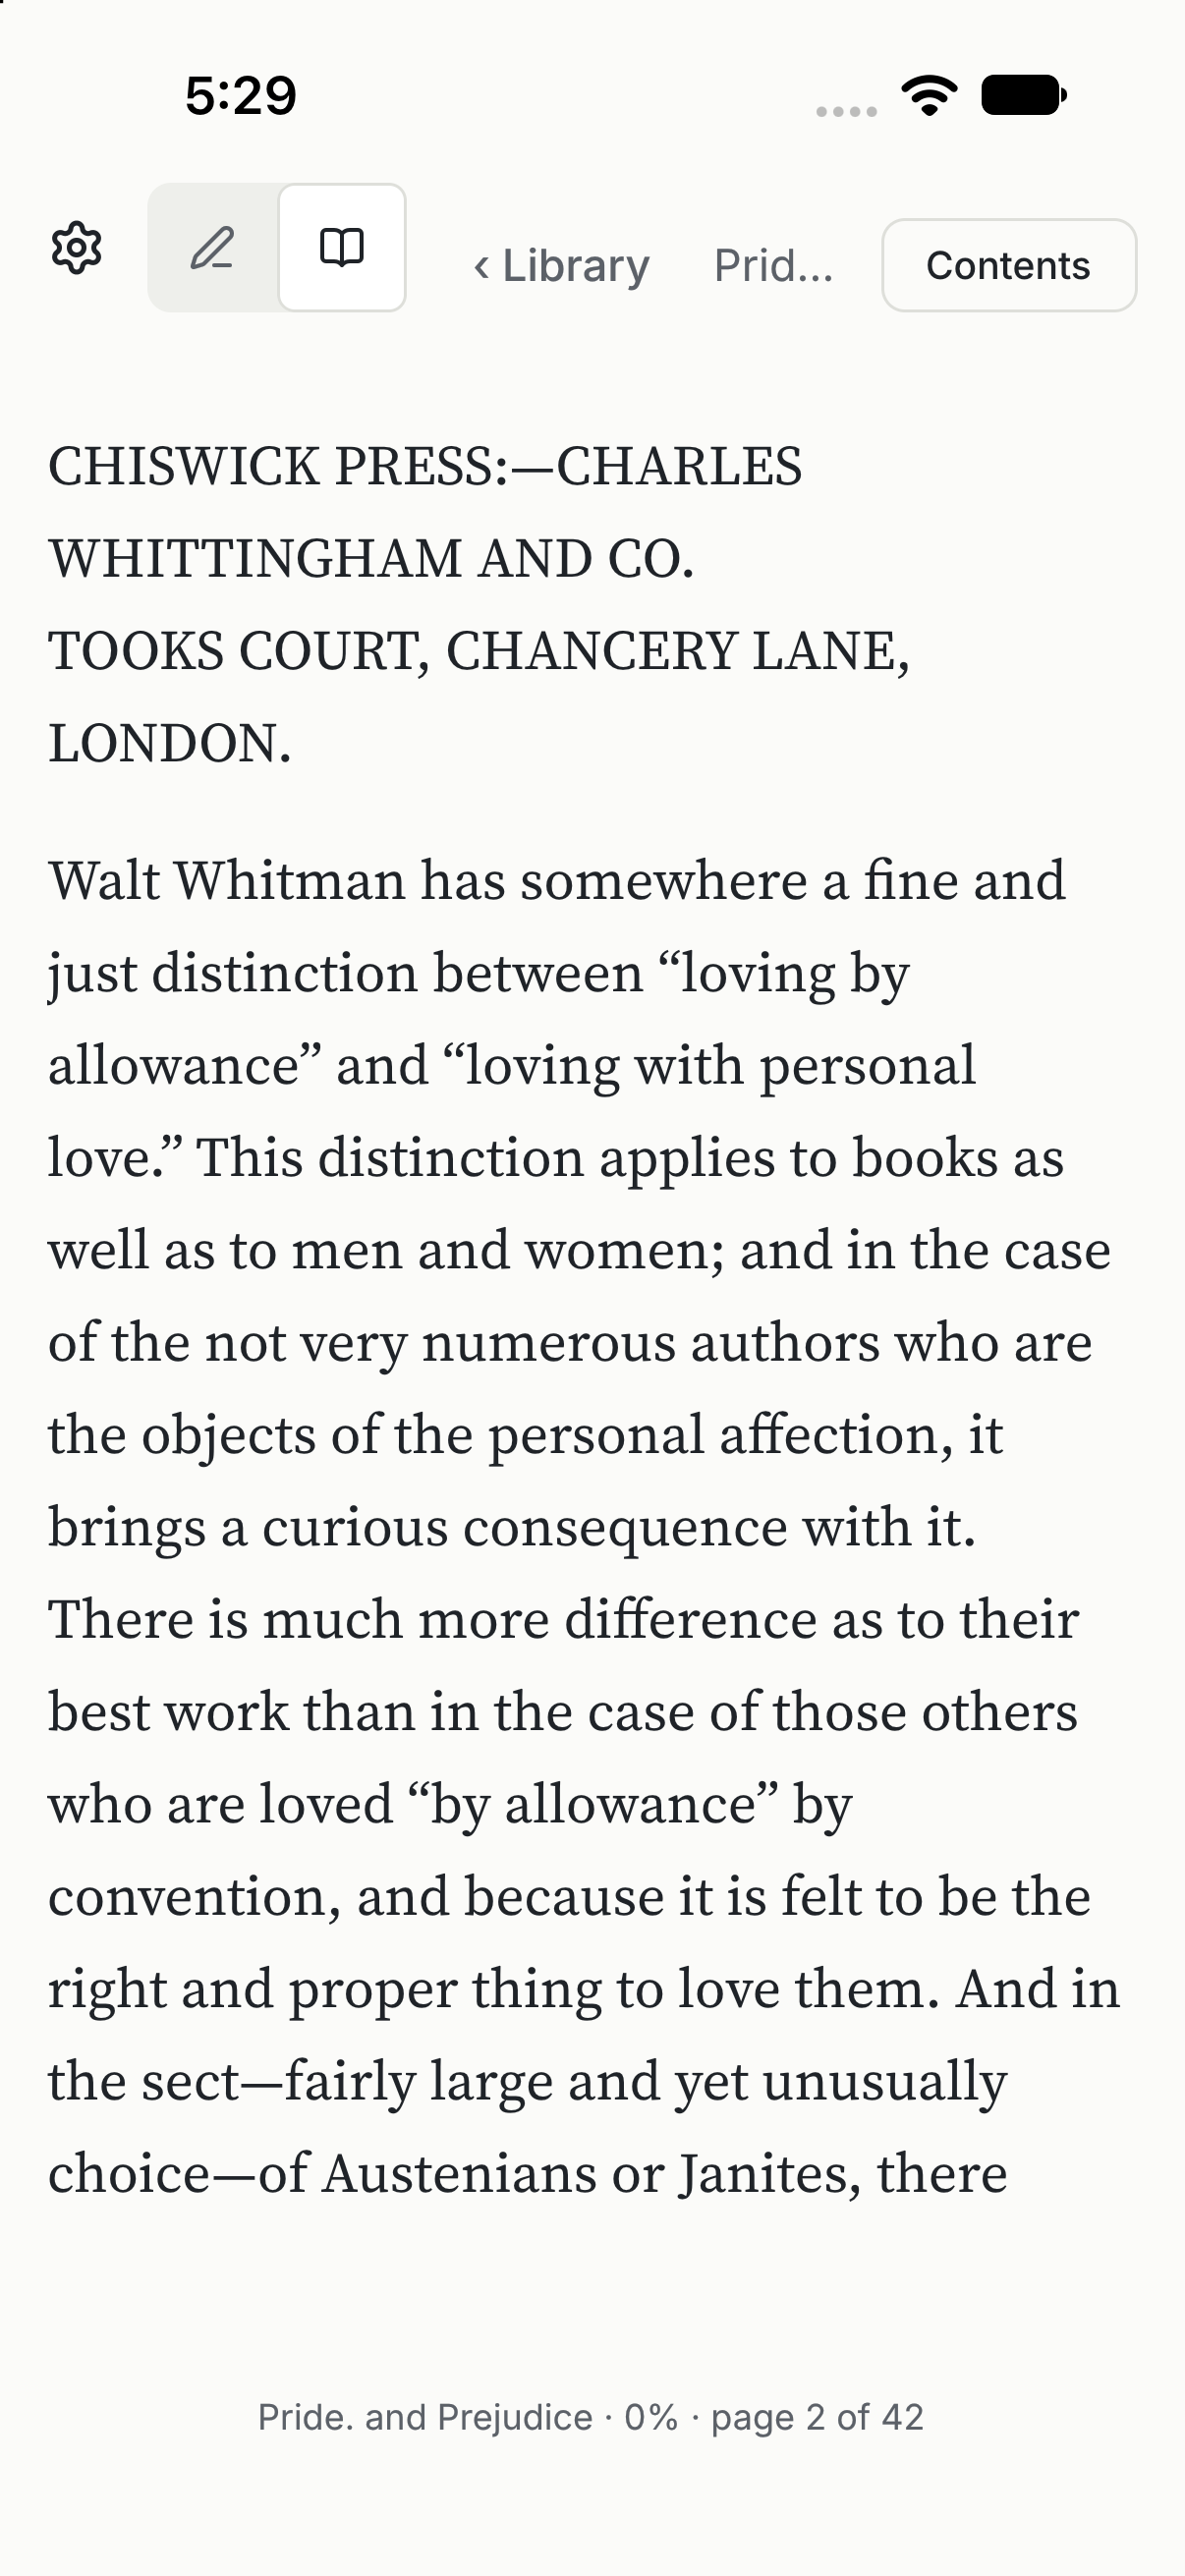 5:29
‹ Library Prid... Contents
CHISWICK PRESS:—CHARLES
WHITTINGHAM AND CO.
TOOKS COURT, CHANCERY LANE,
LONDON.
Walt Whitman has somewhere a fine and
just distinction between “loving by
allowance” and “loving with personal
love.” This distinction applies to books as
well as to men and women; and in the case
of the not very numerous authors who are
the objects of the personal affection, it
brings a curious consequence with it.
There is much more difference as to their
best work than in the case of those others
who are loved “by allowance” by
convention, and because it is felt to be the
right and proper thing to love them. And in
the sect—fairly large and yet unusually
choice—of Austenians or Janites, there
Pride. and Prejudice · 0% · page 2 of 42